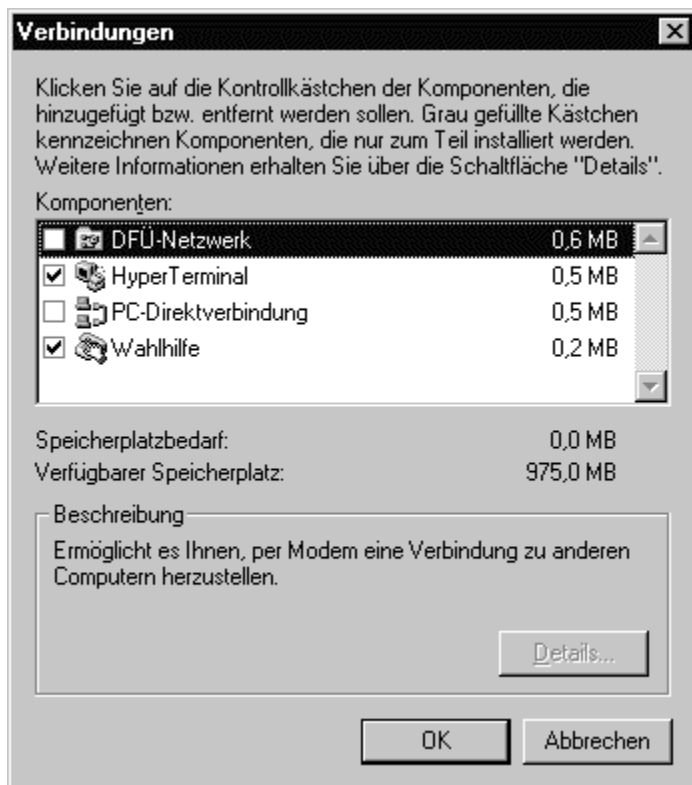 Verbindungen
Klicken Sie auf die Kontrollkästchen der Komponenten, die
hinzugefügt bzw. entfernt werden sollen. Grau gefüllte Kästchen
kennzeichnen Komponenten, die nur zum Teil installiert werden.
Weitere Informationen erhalten Sie über die Schaltfläche "Details".
Komponenten:
DFÜ-Netzwerk 0,6 MB
HyperTerminal 0,5 MB
PC-Direktverbindung 0,5 MB
Wahlhilfe 0,2 MB
Speicherplatzbedarf: 0,0 MB
Verfügbarer Speicherplatz: 975,0 MB
Beschreibung
Ermöglicht es Ihnen, per Modem eine Verbindung zu anderen
Computern herzustellen.
Details...
OK Abbrechen